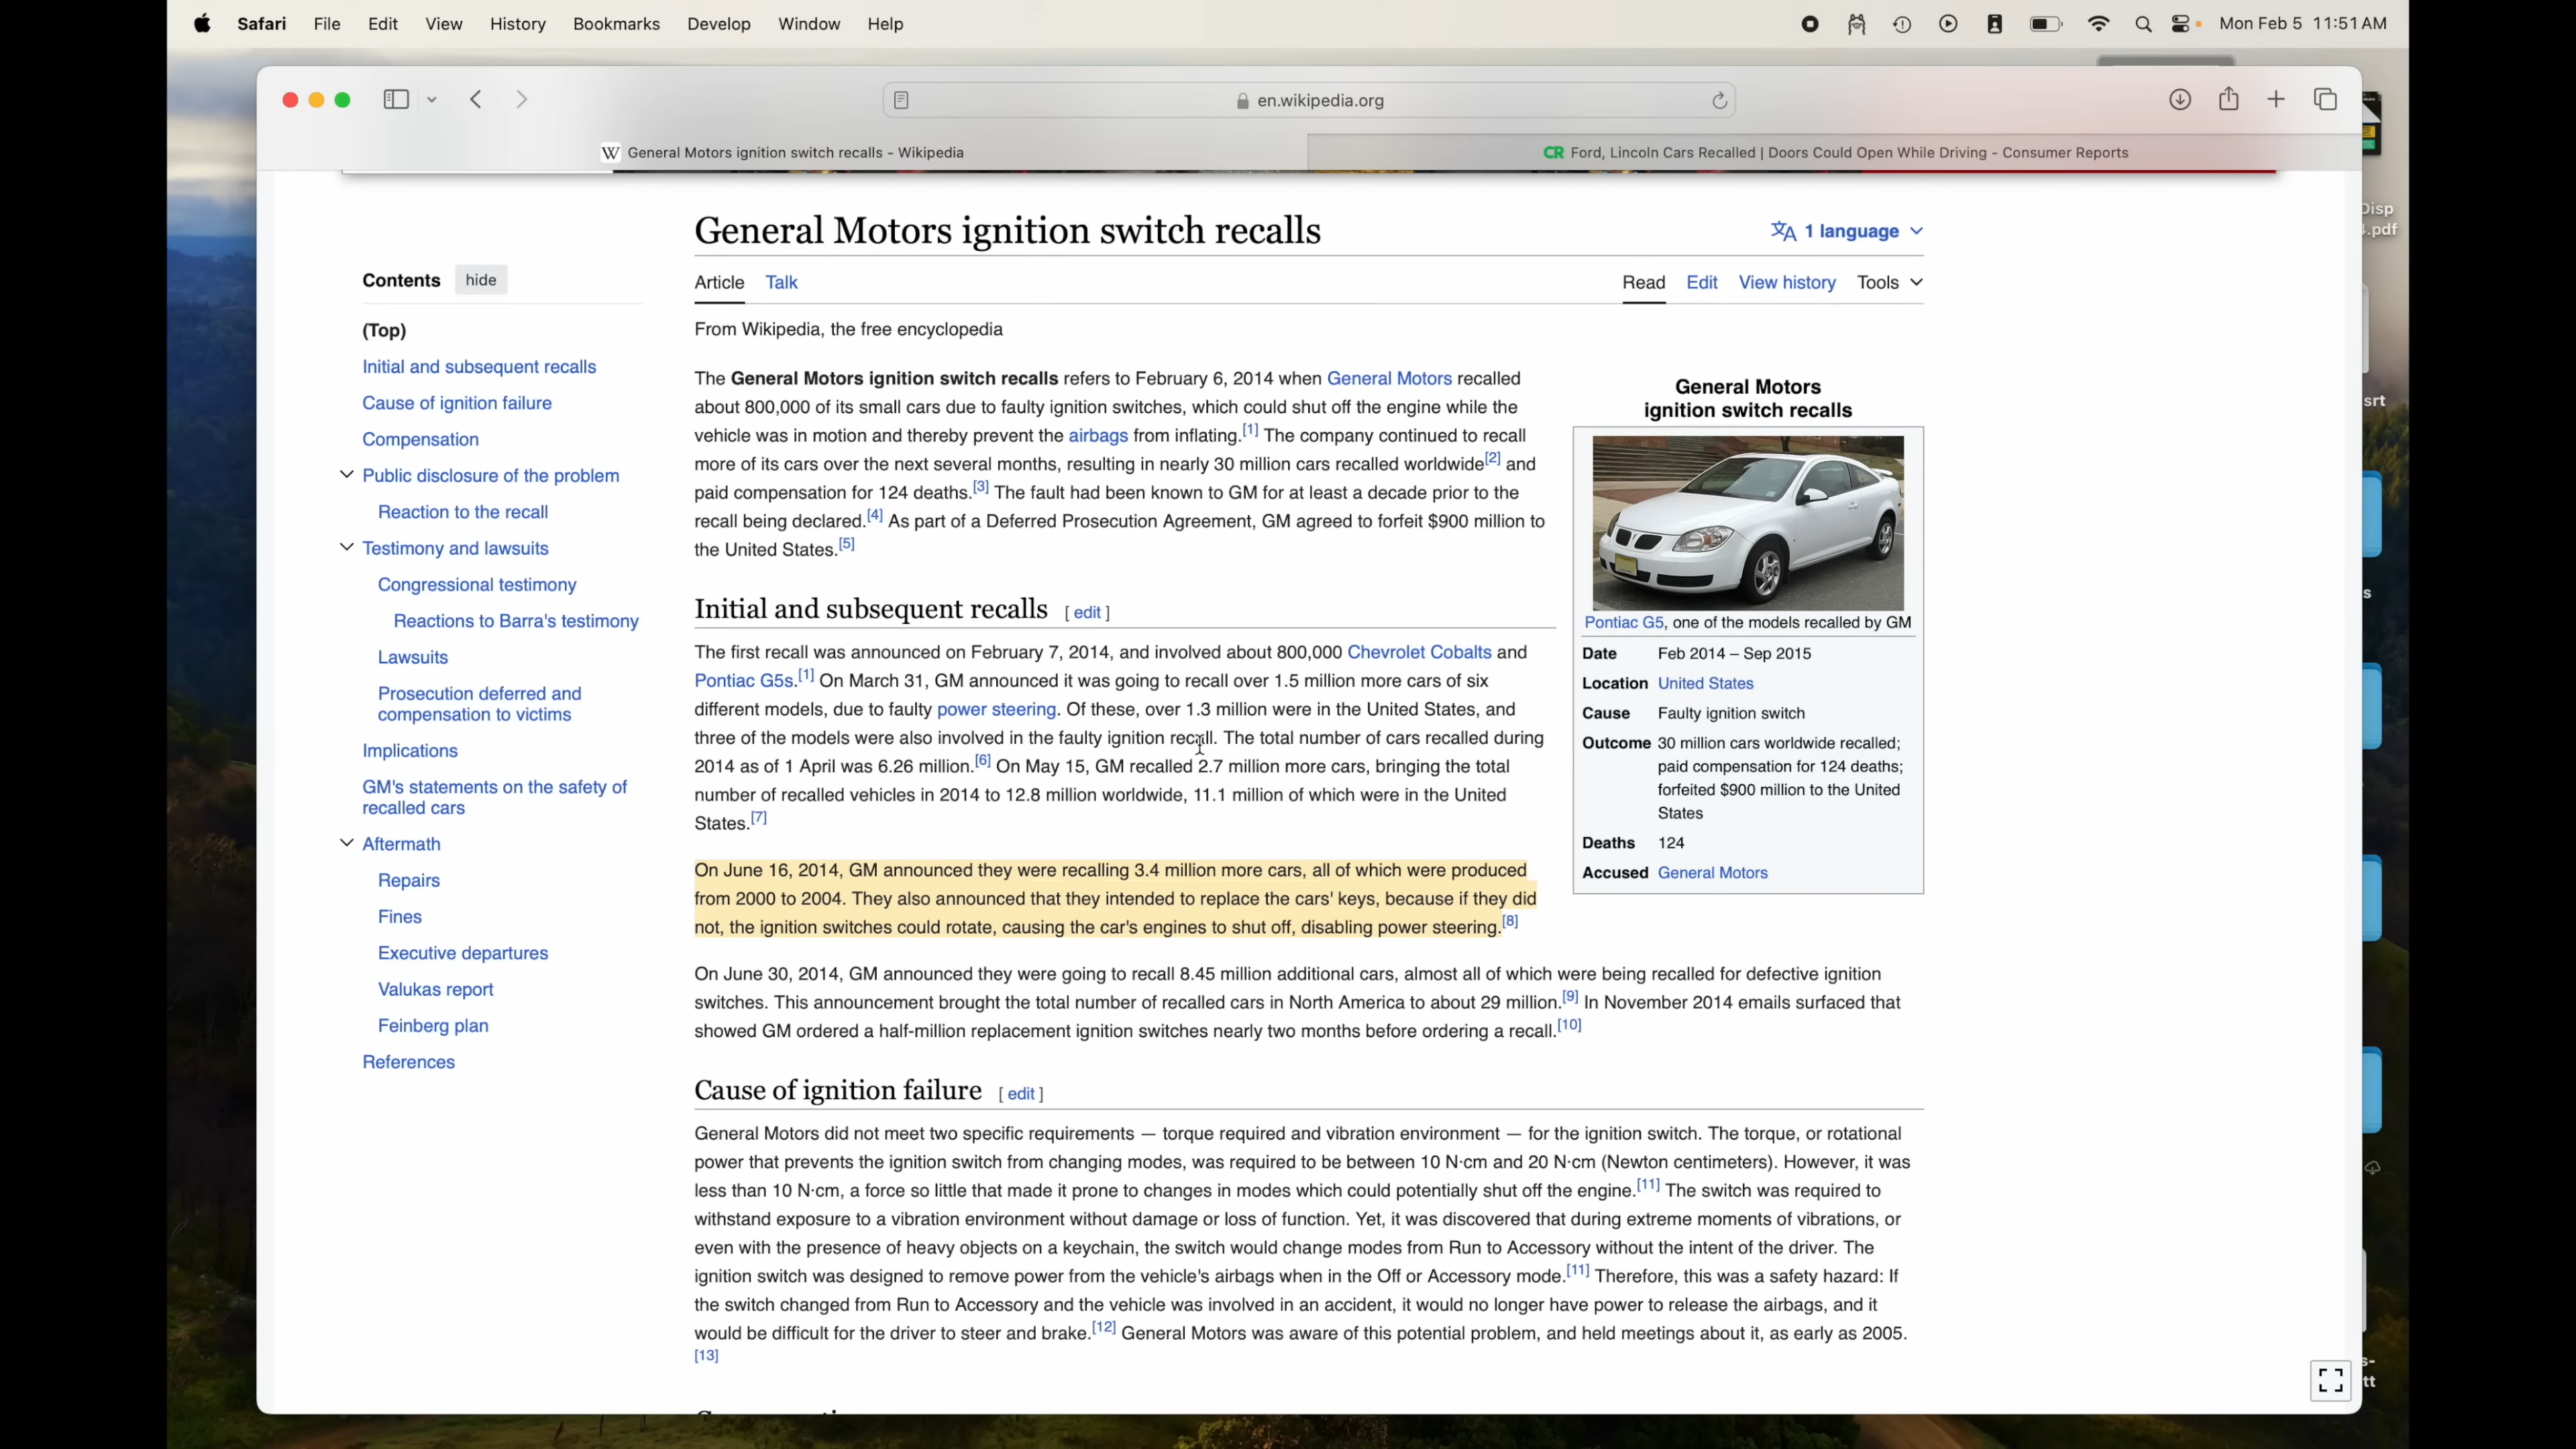 Safari File Edit View History Bookmarks Develop Window Help Mon Feb 5 11:51 AM
en.wikipedia.org
W General Motors ignition switch recalls - Wikipedia
CR Ford, Lincoln Cars Recalled | Doors Could Open While Driving - Consumer Reports
General Motors ignition switch recalls
1 language
Contents hide
(Top)
Initial and subsequent recalls
Cause of ignition failure
Compensation
Public disclosure of the problem
Reaction to the recall
Testimony and lawsuits
Congressional testimony
Reactions to Barra's testimony
Lawsuits
Prosecution deferred and
compensation to victims
Implications
GM's statements on the safety of
recalled cars
Aftermath
Repairs
Fines
Executive departures
Valukas report
Feinberg plan
References
Article Talk
Read Edit View history Tools
From Wikipedia, the free encyclopedia
The General Motors ignition switch recalls refers to February 6, 2014 when General Motors recalled
about 800,000 of its small cars due to faulty ignition switches, which could shut off the engine while the
vehicle was in motion and thereby prevent the airbags from inflating.[1] The company continued to recall
more of its cars over the next several months, resulting in nearly 30 million cars recalled worldwide[2] and
paid compensation for 124 deaths.[3] The fault had been known to GM for at least a decade prior to the
recall being declared.[4] As part of a Deferred Prosecution Agreement, GM agreed to forfeit $900 million to
the United States.[5]
General Motors
ignition switch recalls
Pontiac G5, one of the models recalled by GM
Date Feb 2014 – Sep 2015
Location United States
Cause Faulty ignition switch
Outcome 30 million cars worldwide recalled;
paid compensation for 124 deaths;
forfeited $900 million to the United
States
Deaths 124
Accused General Motors
Initial and subsequent recalls [ edit ]
The first recall was announced on February 7, 2014, and involved about 800,000 Chevrolet Cobalts and
Pontiac G5s.[1] On March 31, GM announced it was going to recall over 1.5 million more cars of six
different models, due to faulty power steering. Of these, over 1.3 million were in the United States, and
three of the models were also involved in the faulty ignition recall. The total number of cars recalled during
2014 as of 1 April was 6.26 million.[6] On May 15, GM recalled 2.7 million more cars, bringing the total
number of recalled vehicles in 2014 to 12.8 million worldwide, 11.1 million of which were in the United
States.[7]
On June 16, 2014, GM announced they were recalling 3.4 million more cars, all of which were produced
from 2000 to 2004. They also announced that they intended to replace the cars' keys, because if they did
not, the ignition switches could rotate, causing the car's engines to shut off, disabling power steering.[8]
On June 30, 2014, GM announced they were going to recall 8.45 million additional cars, almost all of which were being recalled for defective ignition
switches. This announcement brought the total number of recalled cars in North America to about 29 million.[9] In November 2014 emails surfaced that
showed GM ordered a half-million replacement ignition switches nearly two months before ordering a recall.[10]
Cause of ignition failure [ edit ]
General Motors did not meet two specific requirements — torque required and vibration environment — for the ignition switch. The torque, or rotational
power that prevents the ignition switch from changing modes, was required to be between 10 N·cm and 20 N·cm (Newton centimeters). However, it was
less than 10 N·cm, a force so little that made it prone to changes in modes which could potentially shut off the engine.[11] The switch was required to
withstand exposure to a vibration environment without damage or loss of function. Yet, it was discovered that during extreme moments of vibrations, or
even with the presence of heavy objects on a keychain, the switch would change modes from Run to Accessory without the intent of the driver. The
ignition switch was designed to remove power from the vehicle's airbags when in the Off or Accessory mode.[11] Therefore, this was a safety hazard: If
the switch changed from Run to Accessory and the vehicle was involved in an accident, it would no longer have power to release the airbags, and it
would be difficult for the driver to steer and brake.[12] General Motors was aware of this potential problem, and held meetings about it, as early as 2005.
[13]
Disp
.pdf
srt
s
s-
tt